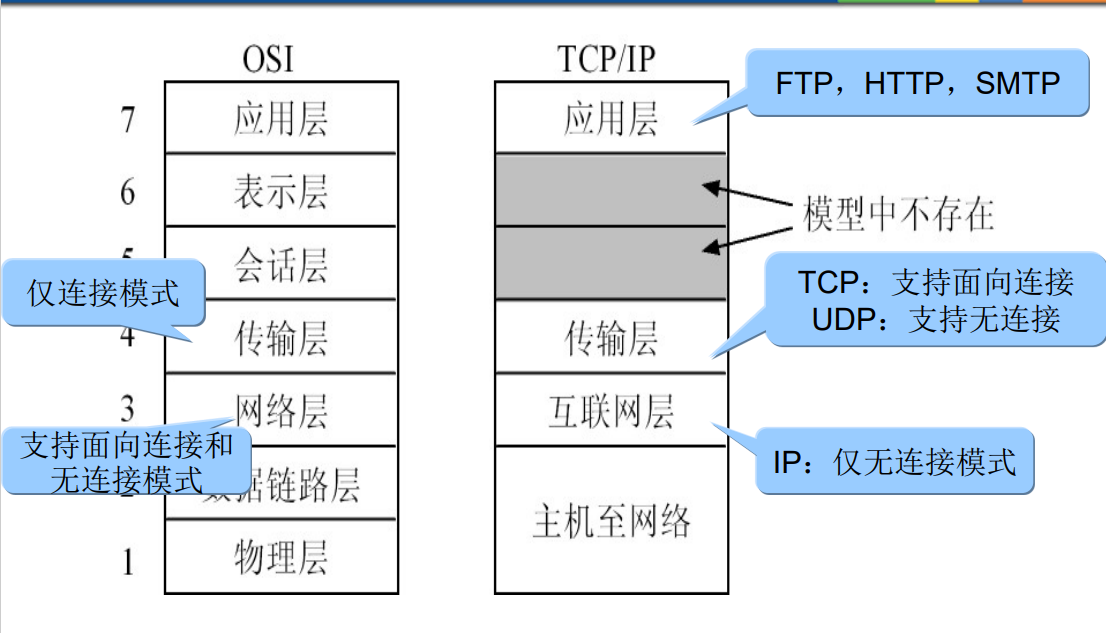 OSI
TCP/IP
FTP，HTTP，SMTP
7
应用层
应用层
6
表示层
模型中不存在
会话层
仅连接模式
TCP：支持面向连接
UDP：支持无连接
4
传输层
传输层
3
网络层
互联网层
支持面向连接和
无连接模式
IP：仅无连接模式
据链路层
主机至网络
1
物理层